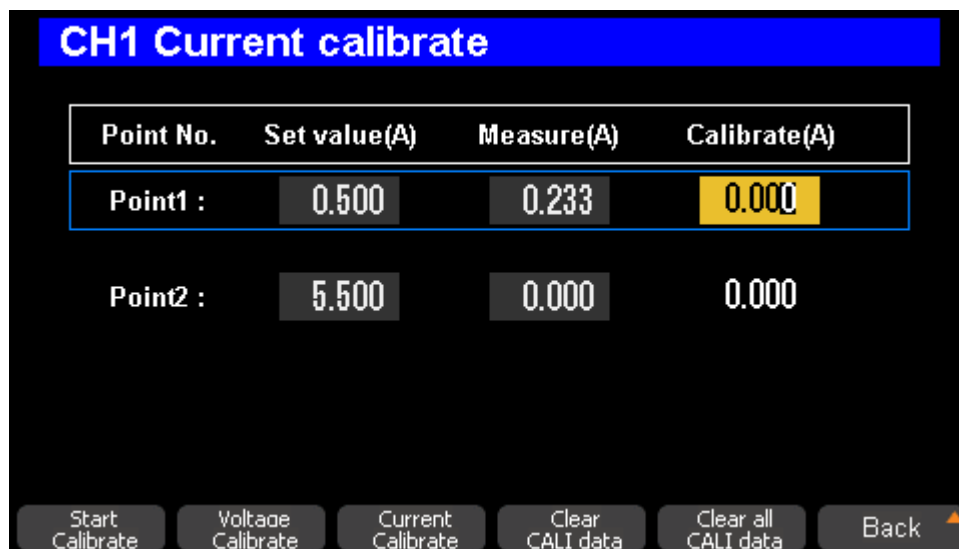 CH1 Current calibrate
Point No. Set value(A) Measure(A) Calibrate(A)
Point1 : 0.500 0.233 0.000
Point2 : 5.500 0.000 0.000
Start Calibrate Voltage Calibrate Current Calibrate Clear CALI data Clear all CALI data Back